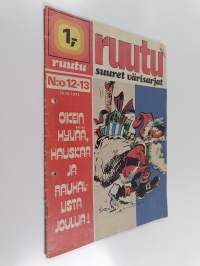 1,-
ruutu
ruutu
suuret värisarjat
N:o 12-13
OIKEIN
HYVÄÄ,
HAUSKAA
JA
RAUHAL-
LISTA
JOULUA!